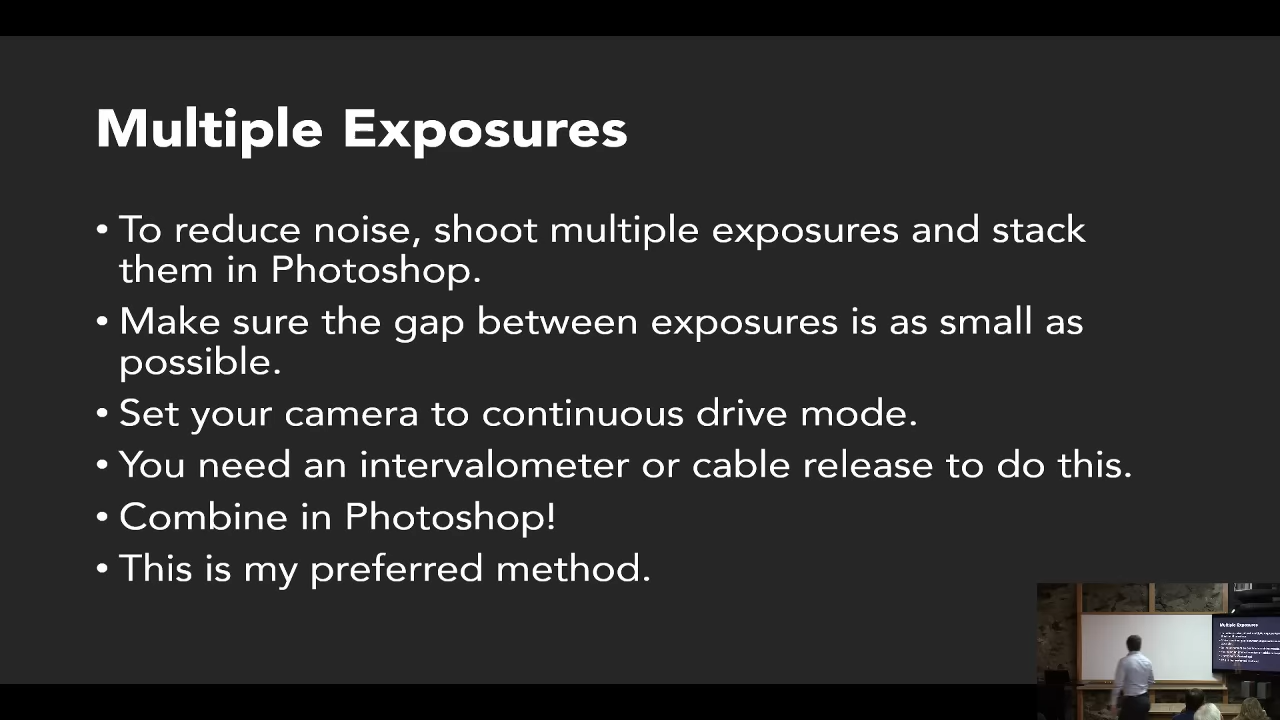 Multiple Exposures
• To reduce noise, shoot multiple exposures and stack
them in Photoshop.
• Make sure the gap between exposures is as small as
possible.
• Set your camera to continuous drive mode.
• You need an intervalometer or cable release to do this.
• Combine in Photoshop!
• This is my preferred method.
Multiple Exposures